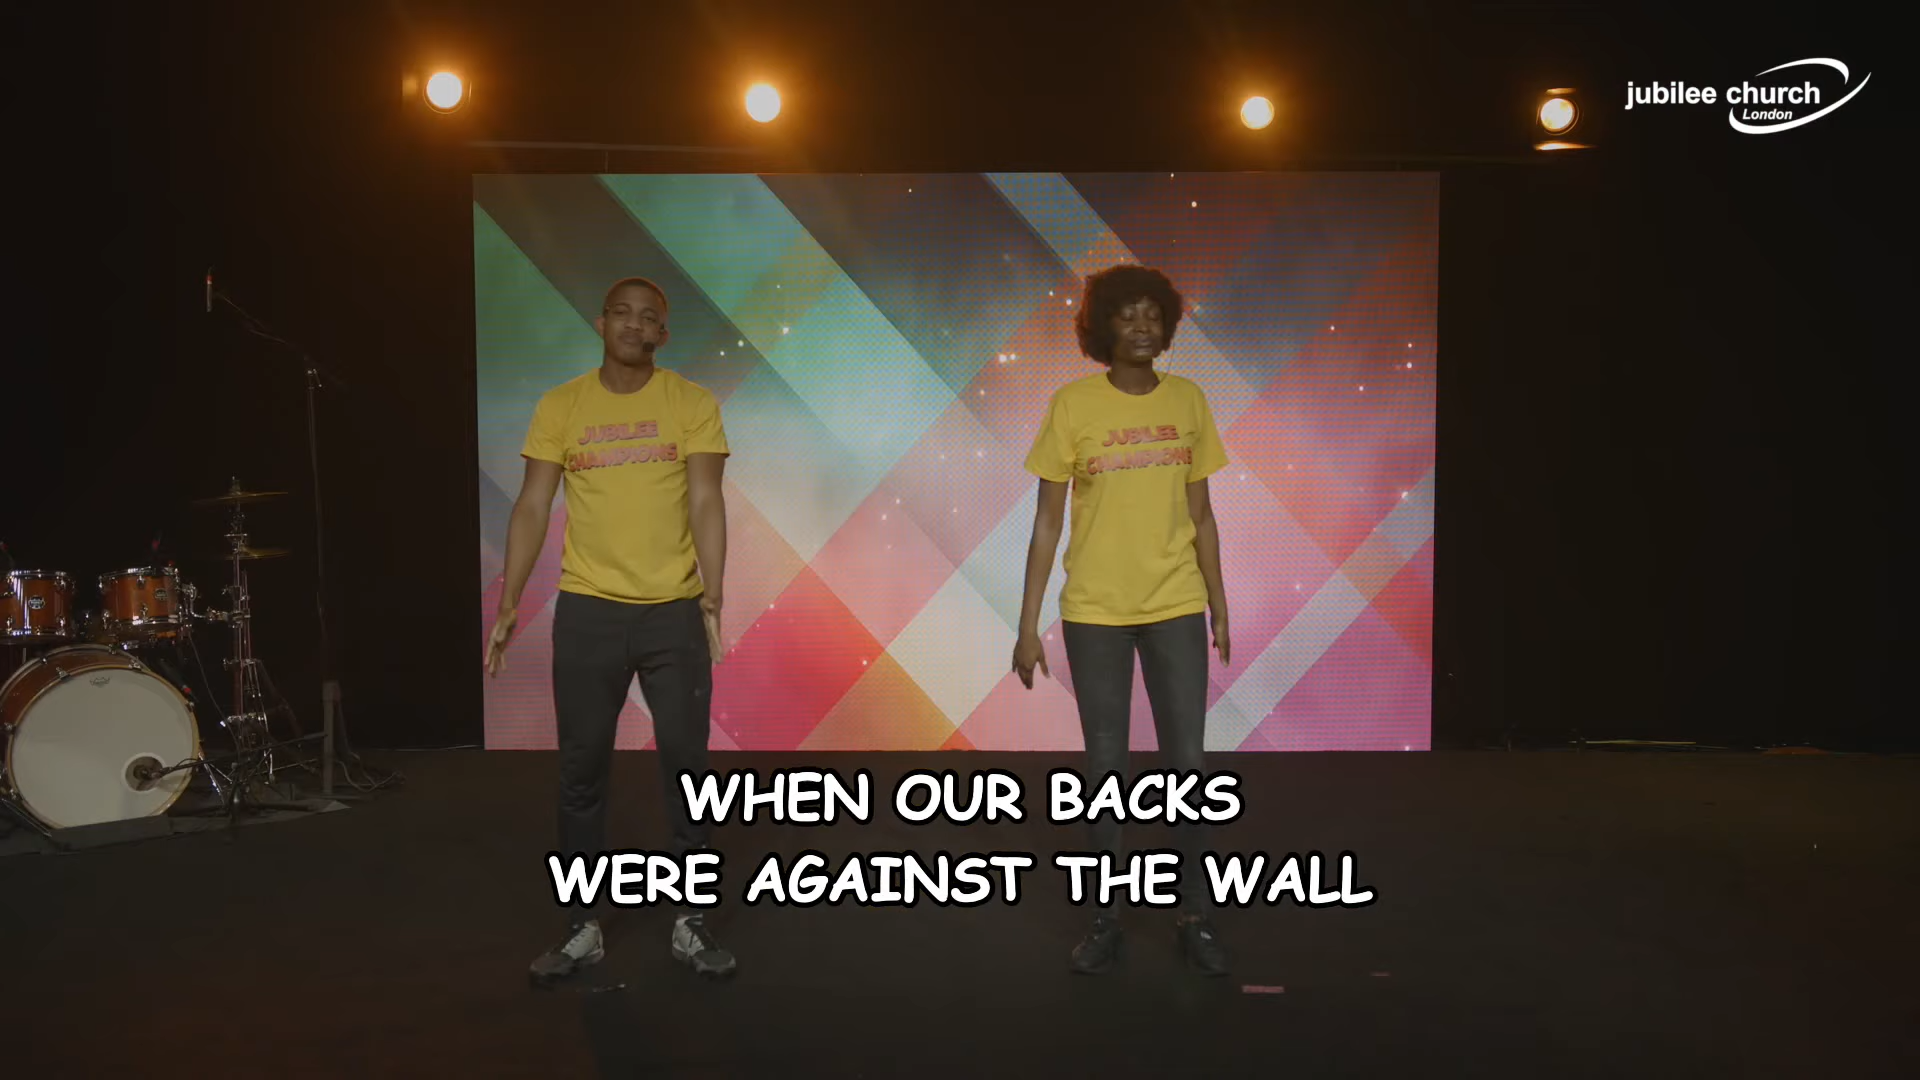 jubilee church
London
JUBILEE
CHAMPIONS
JUBILEE
CHAMPIONS
WHEN OUR BACKS
WERE AGAINST THE WALL